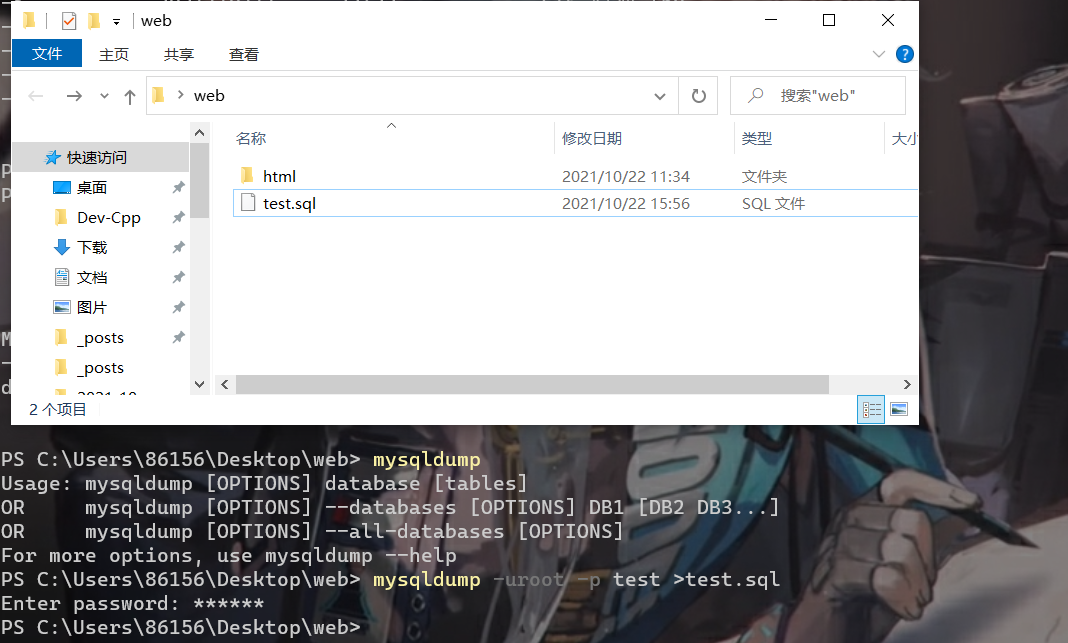 web
文件 主页 共享 查看
web 搜索"web"
名称 修改日期 类型 大小
快速访问
html 2021/10/22 11:34 文件夹
桌面
test.sql 2021/10/22 15:56 SQL 文件
Dev-Cpp
下载
文档
图片
_posts
_posts
2 个项目
PS C:\Users\86156\Desktop\web> mysqldump
Usage: mysqldump [OPTIONS] database [tables]
OR     mysqldump [OPTIONS] --databases [OPTIONS] DB1 [DB2 DB3...]
OR     mysqldump [OPTIONS] --all-databases [OPTIONS]
For more options, use mysqldump --help
PS C:\Users\86156\Desktop\web> mysqldump -uroot -p test >test.sql
Enter password: ******
PS C:\Users\86156\Desktop\web>